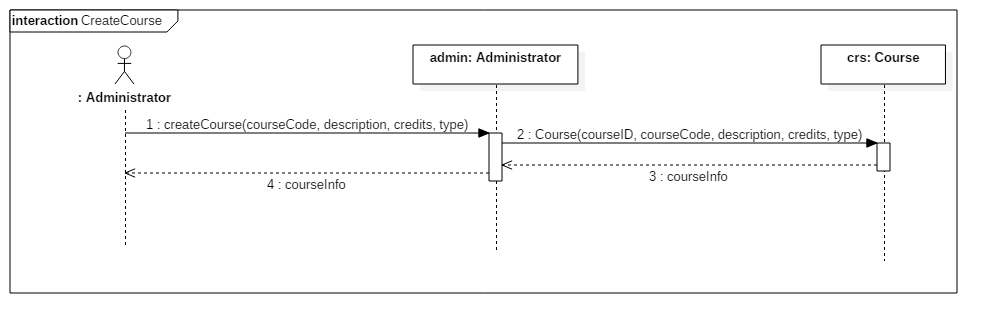 interaction CreateCourse
: Administrator
admin: Administrator
crs: Course
1 : createCourse(courseCode, description, credits, type)
2 : Course(courseID, courseCode, description, credits, type)
3 : courseInfo
4 : courseInfo